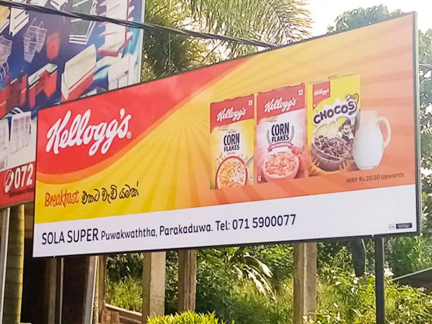 Kellogg's
Breakfast එකට වැඩි යමක්
Kellogg's
CORN FLAKES
Kellogg's
CORN FLAKES
Kellogg's
CHOCOS
MRP Rs.20.00 Upwards
SOLA SUPER Puwakwaththa, Parakaduwa. Tel: 071 5900077
072